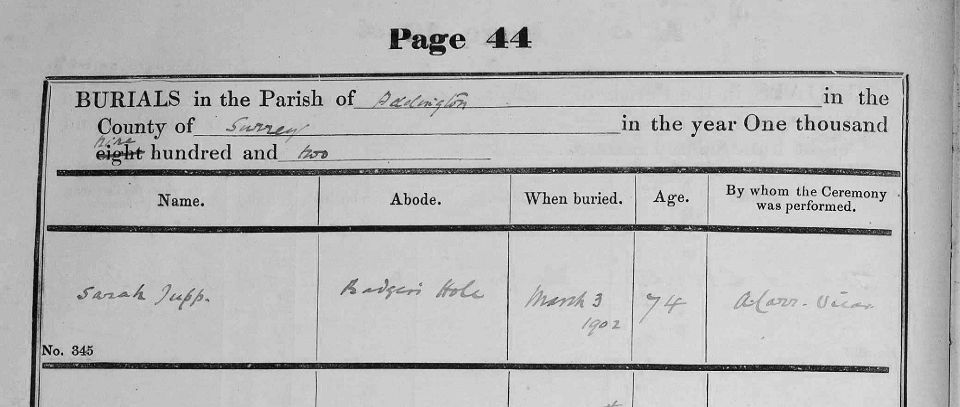 Page 44
BURIALS in the Parish of Addington in the
County of Surrey in the year One thousand
nine
eight hundred and two
Name. Abode. When buried. Age. By whom the Ceremony was performed.
Sarah Jupp. Badgers Hole March 3 1902 74 A Carr. Vicar
No. 345